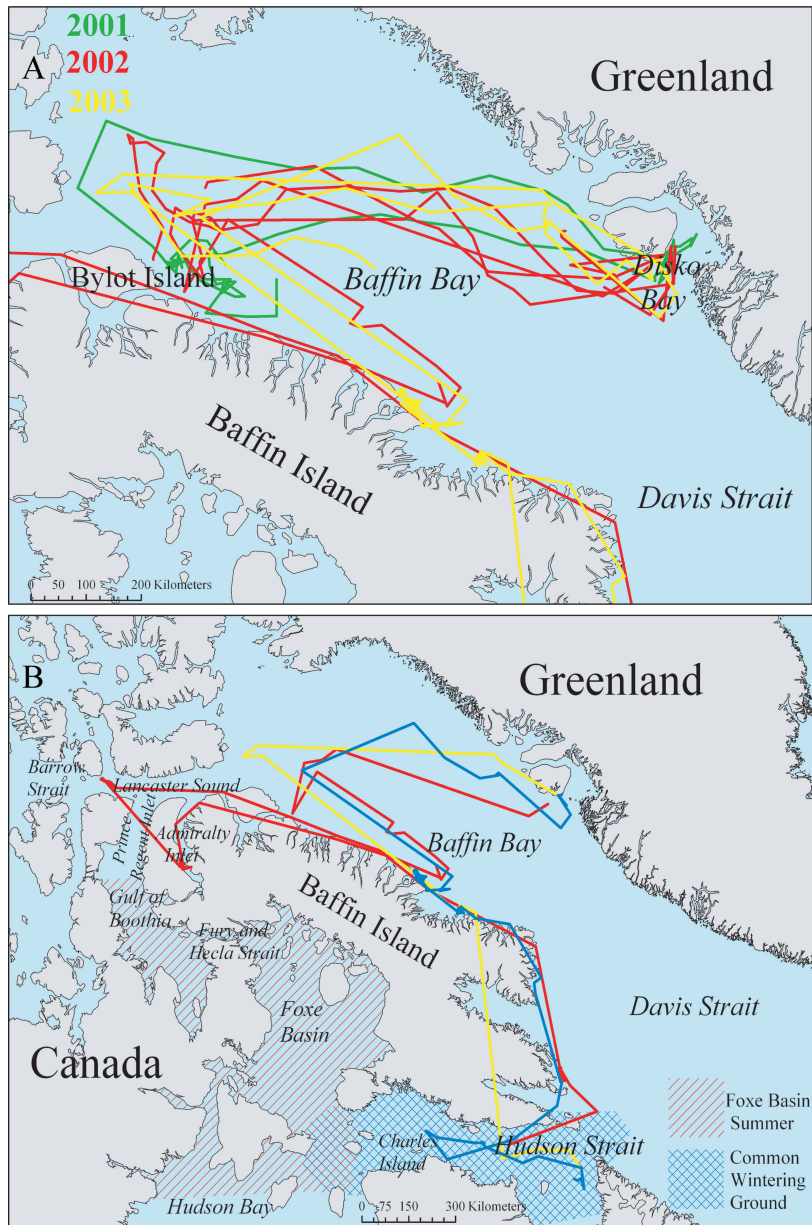 A
2001
2002
2003
Greenland
Bylot Island
Baffin Bay
Disko
Bay
Baffin Island
Davis Strait
0 50 100 200 Kilometers
B
Greenland
Barrow
Strait
Lancaster Sound
Prince
Regent Inlet
Admiralty
Inlet
Baffin Bay
Gulf of
Boothia
Baffin Island
Fury and
Hecla Strait
Foxe
Basin
Davis Strait
Canada
Foxe Basin
Summer
Charles
Island
Hudson Strait
Common
Wintering
Ground
Hudson Bay
0 75 150 300 Kilometers